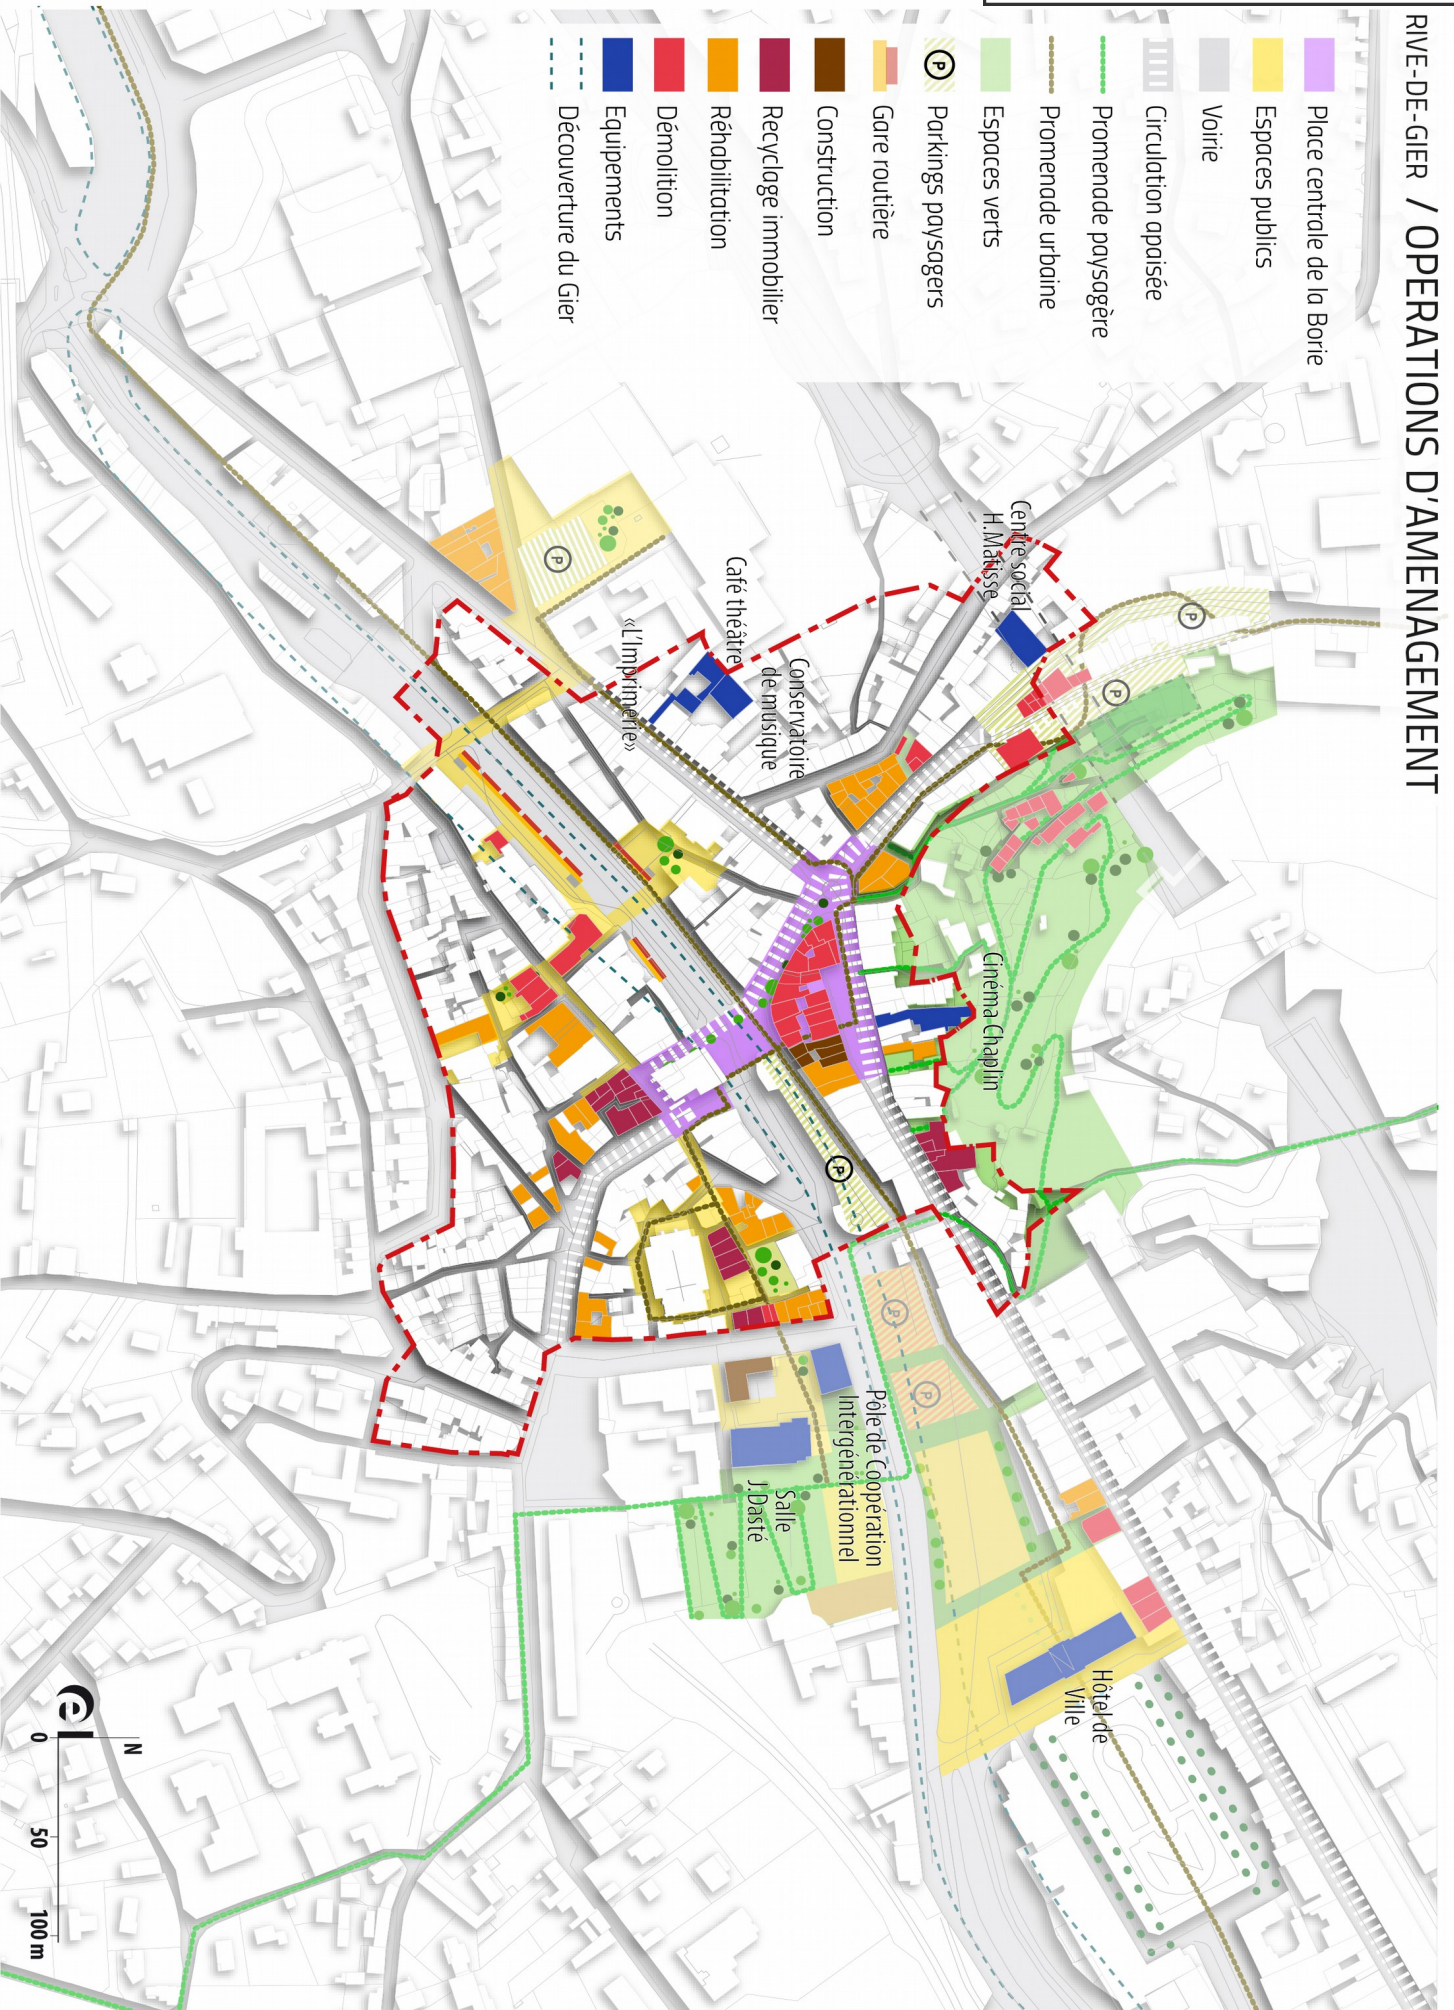 RIVE-DE-GIER / OPERATIONS D'AMENAGEMENT
Place centrale de la Borie
Espaces publics
Voirie
Circulation apaisée
Promenade paysagère
Promenade urbaine
Espaces verts
P
Parkings paysagers
Gare routière
Construction
Recyclage immobilier
Réhabilitation
Démolition
Equipements
Découverture du Gier
Centre social
H.Matisse
P
P
P
Café théâtre
«L'Imprimerie»
Conservatoire
de musique
Cinéma Chaplin
P
P
P
Pôle de Coopération
Intergénérationnel
Salle
J.Dasté
Hôtel de
Ville
N
0
50
100 m